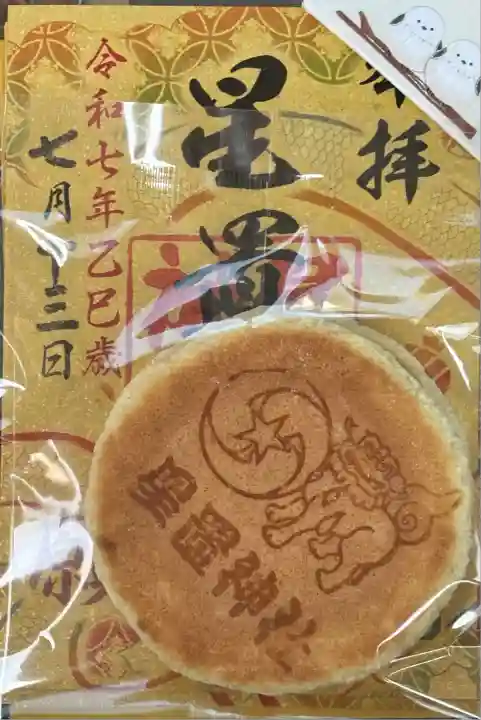 奉拝
星置
令和七年乙巳歳
七月十三日
星置神社